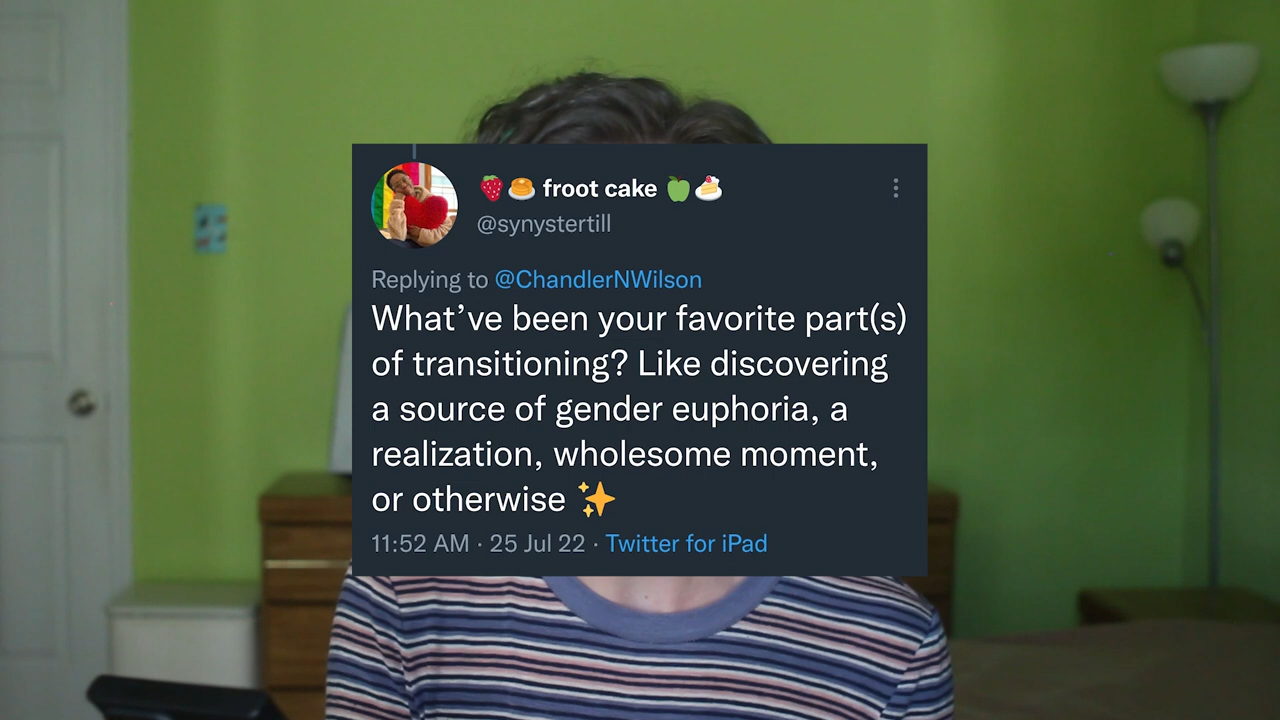 🍓🥞 froot cake 🍏🍰
@synystertill
Replying to @ChandlerNWilson
What’ve been your favorite part(s)
of transitioning? Like discovering
a source of gender euphoria, a
realization, wholesome moment,
or otherwise ✨
11:52 AM · 25 Jul 22 · Twitter for iPad